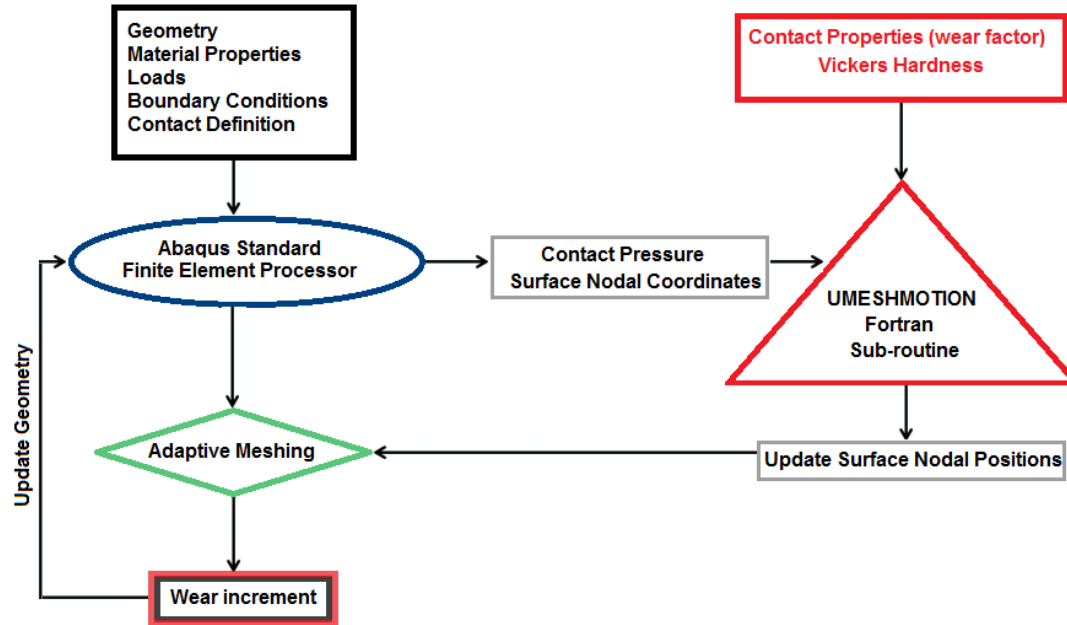 Geometry
Material Properties
Loads
Boundary Conditions
Contact Definition
Contact Properties (wear factor)
Vickers Hardness
Abaqus Standard
Finite Element Processor
Contact Pressure
Surface Nodal Coordinates
UMESHMOTION
Fortran
Sub-routine
Update Geometry
Adaptive Meshing
Update Surface Nodal Positions
Wear increment